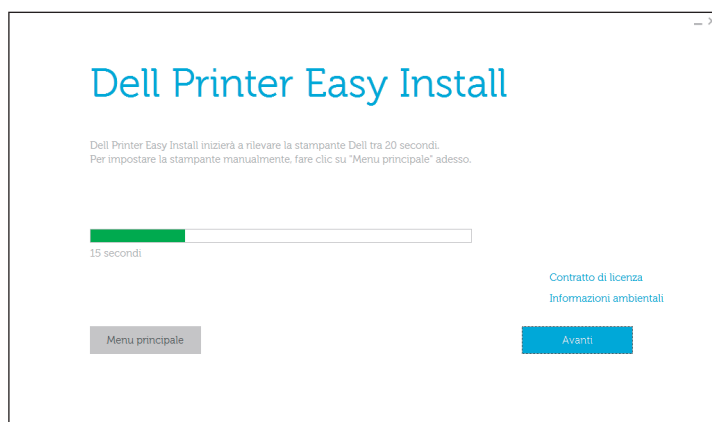 Dell Printer Easy Install
Dell Printer Easy Install inizierà a rilevare la stampante Dell tra 20 secondi.
Per impostare la stampante manualmente, fare clic su "Menu principale" adesso.
15 secondi
Contratto di licenza
Informazioni ambientali
Menu principale
Avanti